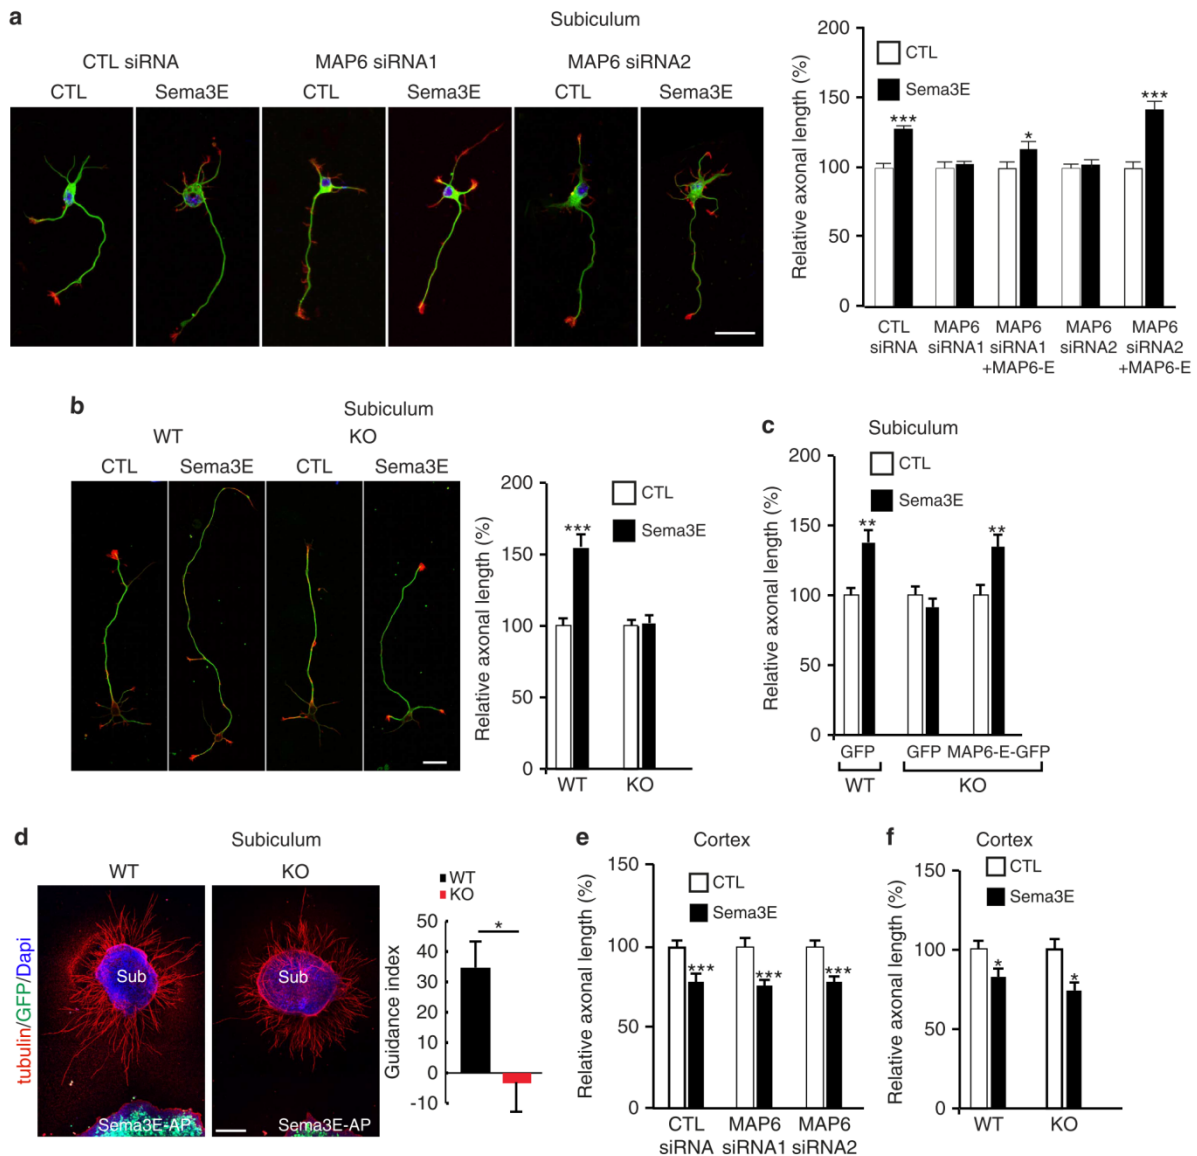 a
Subiculum
CTL siRNA MAP6 siRNA1 MAP6 siRNA2
CTL Sema3E CTL Sema3E CTL Sema3E
Relative axonal length (%)
200
150
100
50
0
CTL
Sema3E
***
*
***
CTL siRNA
MAP6 siRNA1
MAP6 siRNA1 +MAP6-E
MAP6 siRNA2
MAP6 siRNA2 +MAP6-E
b
Subiculum
WT KO
CTL Sema3E CTL Sema3E
Relative axonal length (%)
200
150
100
50
0
CTL
Sema3E
***
WT KO
c
Subiculum
Relative axonal length (%)
200
150
100
50
0
CTL
Sema3E
**
**
GFP GFP MAP6-E-GFP
WT KO
d
Subiculum
WT KO
tubulin/GFP/Dapi
Sub Sub
Sema3E-AP Sema3E-AP
WT
KO
Guidance index
50
40
30
20
10
0
-10
*
e
Cortex
Relative axonal length (%)
150
100
50
0
CTL
Sema3E
*** *** ***
CTL siRNA
MAP6 siRNA1
MAP6 siRNA2
f
Cortex
Relative axonal length (%)
150
100
50
0
CTL
Sema3E
* *
WT KO